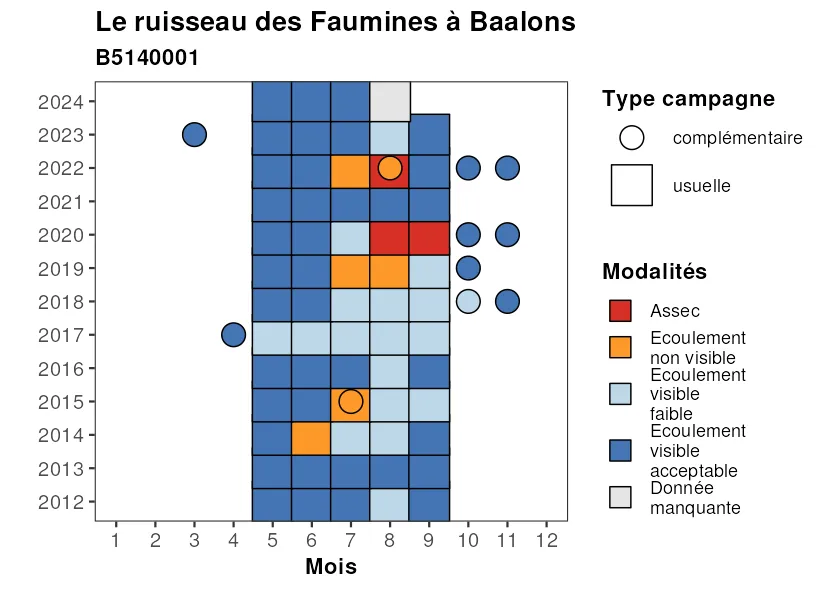 Le ruisseau des Faumines à Baalons
B5140001
2024
2023
2022
2021
2020
2019
2018
2017
2016
2015
2014
2013
2012
1 2 3 4 5 6 7 8 9 10 11 12
Mois
Type campagne
complémentaire
usuelle
Modalités
Assec
Ecoulement
non visible
Ecoulement
visible
faible
Ecoulement
visible
acceptable
Donnée
manquante